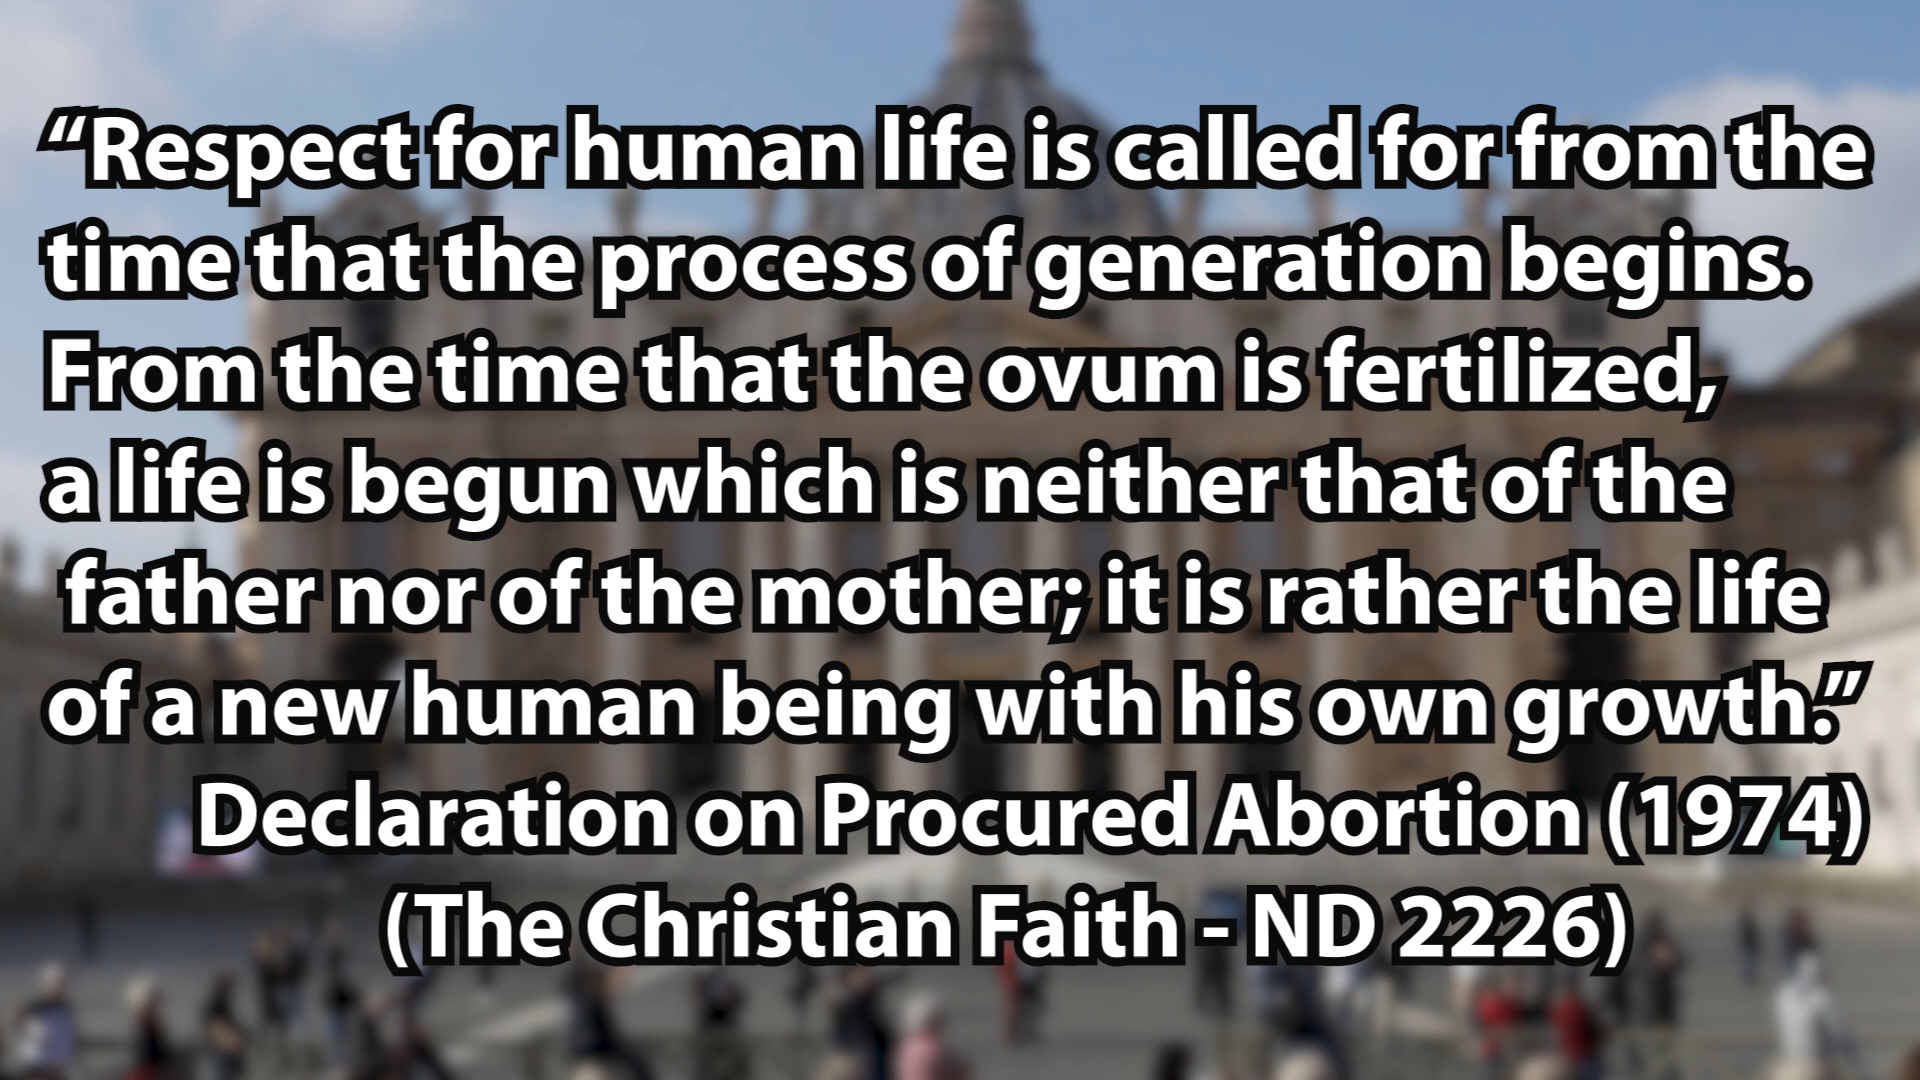 “Respect for human life is called for from the
time that the process of generation begins.
From the time that the ovum is fertilized,
a life is begun which is neither that of the
father nor of the mother; it is rather the life
of a new human being with his own growth.”
Declaration on Procured Abortion (1974)
(The Christian Faith - ND 2226)